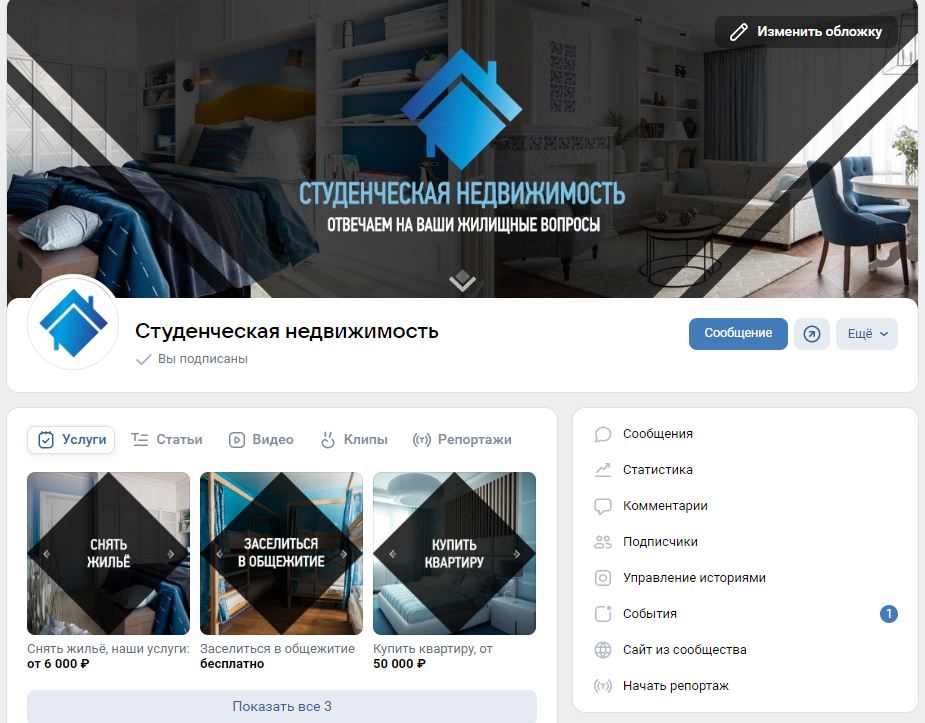 Изменить обложку
СТУДЕНЧЕСКАЯ НЕДВИЖИМОСТЬ
ОТВЕЧАЕМ НА ВАШИ ЖИЛИЩНЫЕ ВОПРОСЫ
Студенческая недвижимость
Вы подписаны
Сообщение
Ещё
Услуги
Статьи
Видео
Клипы
Репортажи
СНЯТЬ
ЖИЛЬЁ
ЗАСЕЛИТЬСЯ
В ОБЩЕЖИТИЕ
КУПИТЬ
КВАРТИРУ
Снять жильё, наши услуги:
от 6 000 ₽
Заселиться в общежитие
бесплатно
Купить квартиру, от
50 000 ₽
Показать все 3
Сообщения
Статистика
Комментарии
Подписчики
Управление историями
События 1
Сайт из сообщества
Начать репортаж